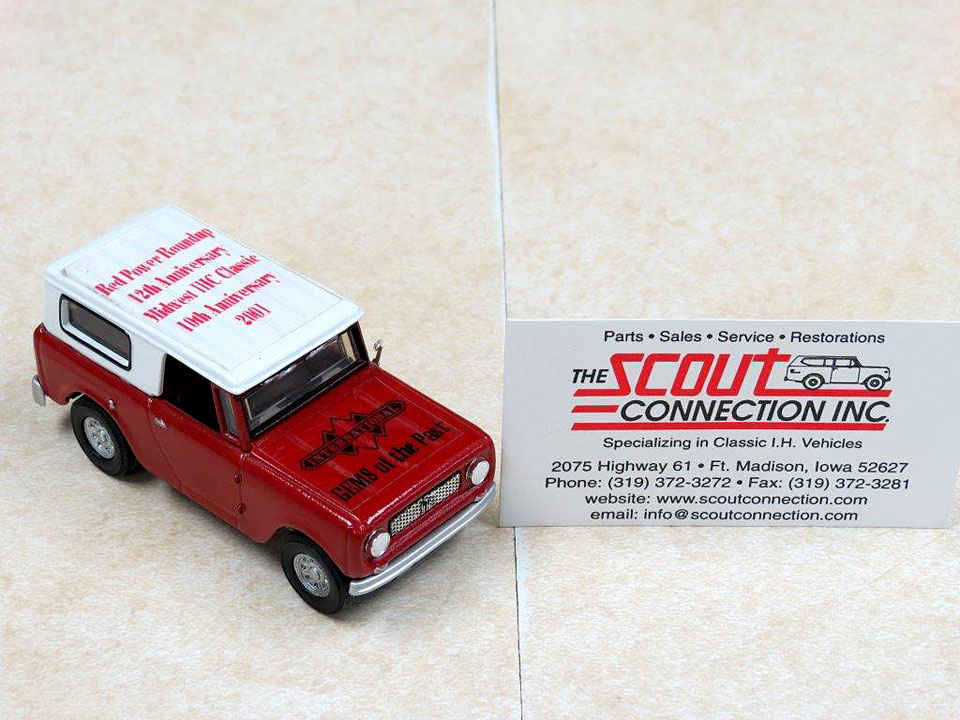 Red Power Roundup
12th Anniversary
Midwest IHC Classic
10th Anniversary
2001
INTERNATIONAL
GEMS of the Past
Parts • Sales • Service • Restorations
THE SCOUT
CONNECTION INC.
Specializing in Classic I.H. Vehicles
2075 Highway 61 • Ft. Madison, Iowa 52627
Phone: (319) 372-3272 • Fax: (319) 372-3281
website: www.scoutconnection.com
email: info@scoutconnection.com